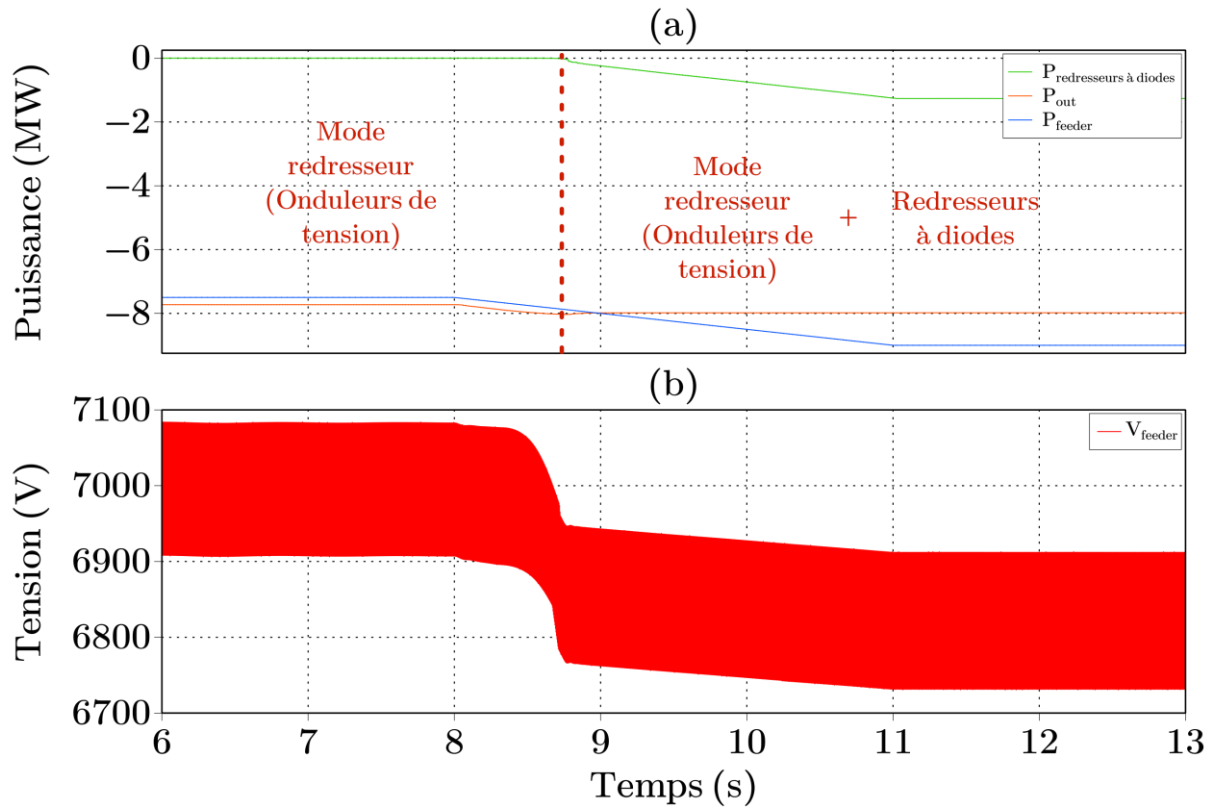 (a)
Puissance (MW)
0
−2
−4
−6
−8
P redresseurs à diodes
P out
P feeder
Mode
redresseur
(Onduleurs de
tension)
Mode
redresseur
(Onduleurs de
tension)
+
Redresseurs
à diodes
(b)
Tension (V)
7100
7000
6900
6800
6700
V feeder
6 7 8 9 10 11 12 13
Temps (s)